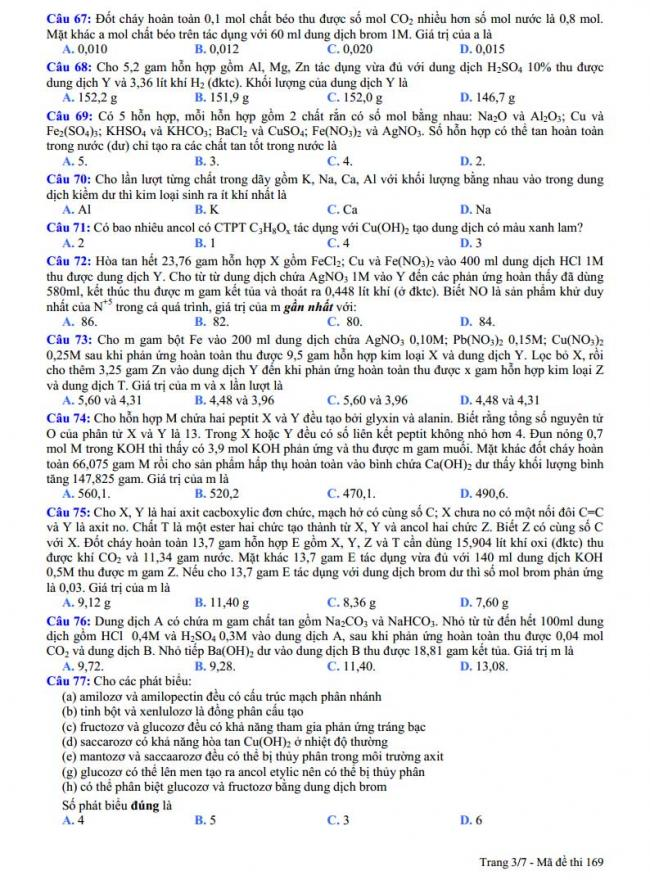 Câu 67: Đốt cháy hoàn toàn 0,1 mol chất béo thu được số mol CO₂ nhiều hơn số mol nước là 0,8 mol.
Mặt khác a mol chất béo trên tác dụng với 60 ml dung dịch brom 1M. Giá trị của a là
A. 0,010 B. 0,012 C. 0,020 D. 0,015
Câu 68: Cho 5,2 gam hỗn hợp gồm Al, Mg, Zn tác dụng vừa đủ với dung dịch H₂SO₄ 10% thu được
dung dịch Y và 3,36 lít khí H₂ (đktc). Khối lượng của dung dịch Y là
A. 152,2 g B. 151,9 g C. 152,0 g D. 146,7 g
Câu 69: Có 5 hỗn hợp, mỗi hỗn hợp gồm 2 chất rắn có số mol bằng nhau: Na₂O và Al₂O₃; Cu và
Fe₂(SO₄)₃; KHSO₄ và KHCO₃; BaCl₂ và CuSO₄; Fe(NO₃)₂ và AgNO₃. Số hỗn hợp có thể tan hoàn toàn
trong nước (dư) chỉ tạo ra các chất tan tốt trong nước là
A. 5. B. 3. C. 4. D. 2.
Câu 70: Cho lần lượt từng chất trong dãy gồm K, Na, Ca, Al với khối lượng bằng nhau vào trong dung
dịch kiềm dư thì kim loại sinh ra ít khí nhất là
A. Al B. K C. Ca D. Na
Câu 71: Có bao nhiêu ancol có CTPT C₃H₈Oₓ tác dụng với Cu(OH)₂ tạo dung dịch có màu xanh lam?
A. 2 B. 1 C. 4 D. 3
Câu 72: Hòa tan hết 23,76 gam hỗn hợp X gồm FeCl₂; Cu và Fe(NO₃)₂ vào 400 ml dung dịch HCl 1M
thu được dung dịch Y. Cho từ từ dung dịch chứa AgNO₃ 1M vào Y đến các phản ứng hoàn thấy đã dùng
580ml, kết thúc thu được m gam kết tủa và thoát ra 0,448 lít khí (ở đktc). Biết NO là sản phẩm khử duy
nhất của N⁺⁵ trong cả quá trình, giá trị của m gần nhất với:
A. 86. B. 82. C. 80. D. 84.
Câu 73: Cho m gam bột Fe vào 200 ml dung dịch chứa AgNO₃ 0,10M; Pb(NO₃)₂ 0,15M; Cu(NO₃)₂
0,25M sau khi phản ứng hoàn toàn thu được 9,5 gam hỗn hợp kim loại X và dung dịch Y. Lọc bỏ X, rồi
cho thêm 3,25 gam Zn vào dung dịch Y đến khi phản ứng hoàn toàn thu được x gam hỗn hợp kim loại Z
và dung dịch T. Giá trị của m và x lần lượt là
A. 5,60 và 4,31 B. 4,48 và 3,96 C. 5,60 và 3,96 D. 4,48 và 4,31
Câu 74: Cho hỗn hợp M chứa hai peptit X và Y đều tạo bởi glyxin và alanin. Biết rằng tổng số nguyên tử
O của phân tử X và Y là 13. Trong X hoặc Y đều có số liên kết peptit không nhỏ hơn 4. Đun nóng 0,7
mol M trong KOH thì thấy có 3,9 mol KOH phản ứng và thu được m gam muối. Mặt khác đốt cháy hoàn
toàn 66,075 gam M rồi cho sản phẩm hấp thụ hoàn toàn vào bình chứa Ca(OH)₂ dư thấy khối lượng bình
tăng 147,825 gam. Giá trị của m là
A. 560,1. B. 520,2 C. 470,1. D. 490,6.
Câu 75: Cho X, Y là hai axit cacboxylic đơn chức, mạch hở có cùng số C; X chưa no có một nối đôi C=C
và Y là axit no. Chất T là một ester hai chức tạo thành từ X, Y và ancol hai chức Z. Biết Z có cùng số C
với X. Đốt cháy hoàn toàn 13,7 gam hỗn hợp E gồm X, Y, Z và T cần dùng 15,904 lít khí oxi (đktc) thu
được khí CO₂ và 11,34 gam nước. Mặt khác 13,7 gam E tác dụng vừa đủ với 140 ml dung dịch KOH
0,5M thu được m gam Z. Nếu cho 13,7 gam E tác dụng với dung dịch brom dư thì số mol brom phản ứng
là 0,03. Giá trị của m là
A. 9,12 g B. 11,40 g C. 8,36 g D. 7,60 g
Câu 76: Dung dịch A có chứa m gam chất tan gồm Na₂CO₃ và NaHCO₃. Nhỏ từ từ đến hết 100ml dung
dịch gồm HCl 0,4M và H₂SO₄ 0,3M vào dung dịch A, sau khi phản ứng hoàn toàn thu được 0,04 mol
CO₂ và dung dịch B. Nhỏ tiếp Ba(OH)₂ dư vào dung dịch B thu được 18,81 gam kết tủa. Giá trị m là
A. 9,72. B. 9,28. C. 11,40. D. 13,08.
Câu 77: Cho các phát biểu:
(a) amilozơ và amilopectin đều có cấu trúc mạch phân nhánh
(b) tinh bột và xenlulozơ là đồng phân cấu tạo
(c) fructozơ và glucozơ đều có khả năng tham gia phản ứng tráng bạc
(d) saccarozơ có khả năng hòa tan Cu(OH)₂ ở nhiệt độ thường
(e) mantozơ và saccaarozơ đều có thể bị thủy phân trong môi trường axit
(g) glucozơ có thể lên men tạo ra ancol etylic nên có thể bị thủy phân
(h) có thể phân biệt glucozơ và fructozơ bằng dung dịch brom
Số phát biểu đúng là
A. 4 B. 5 C. 3 D. 6
Trang 3/7 - Mã đề thi 169